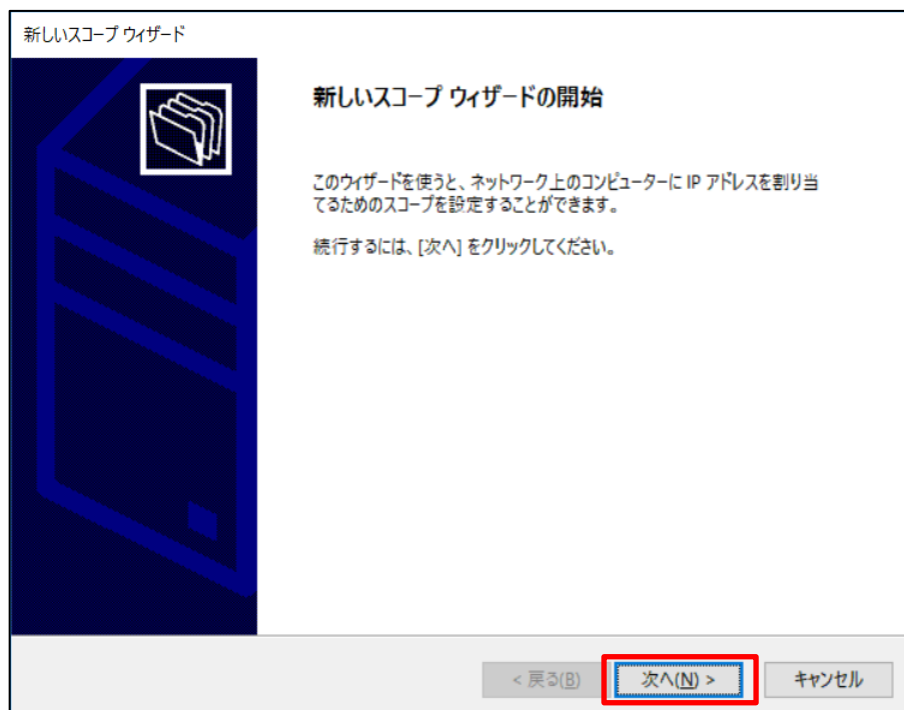 新しいスコープ ウィザード
新しいスコープ ウィザードの開始
このウィザードを使うと、ネットワーク上のコンピューターに IP アドレスを割り当
てるためのスコープを設定することができます。
続行するには、[次へ] をクリックしてください。
< 戻る(B)
次へ(N) >
キャンセル